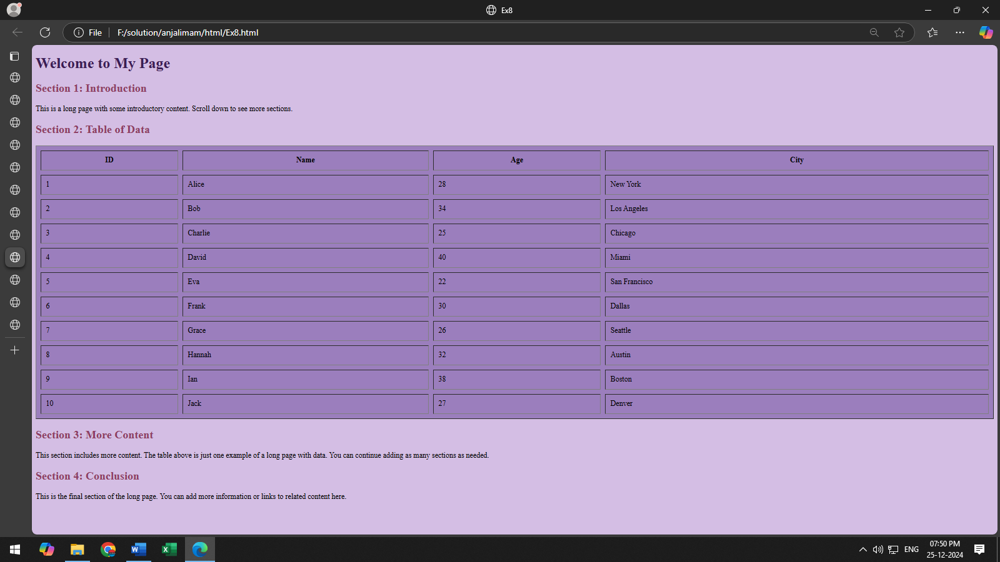 Ex8
File F:/solution/anjalimam/html/Ex8.html
Welcome to My Page
Section 1: Introduction
This is a long page with some introductory content. Scroll down to see more sections.
Section 2: Table of Data
ID Name Age City
1 Alice 28 New York
2 Bob 34 Los Angeles
3 Charlie 25 Chicago
4 David 40 Miami
5 Eva 22 San Francisco
6 Frank 30 Dallas
7 Grace 26 Seattle
8 Hannah 32 Austin
9 Ian 38 Boston
10 Jack 27 Denver
Section 3: More Content
This section includes more content. The table above is just one example of a long page with data. You can continue adding as many sections as needed.
Section 4: Conclusion
This is the final section of the long page. You can add more information or links to related content here.
ENG
07:50 PM
25-12-2024